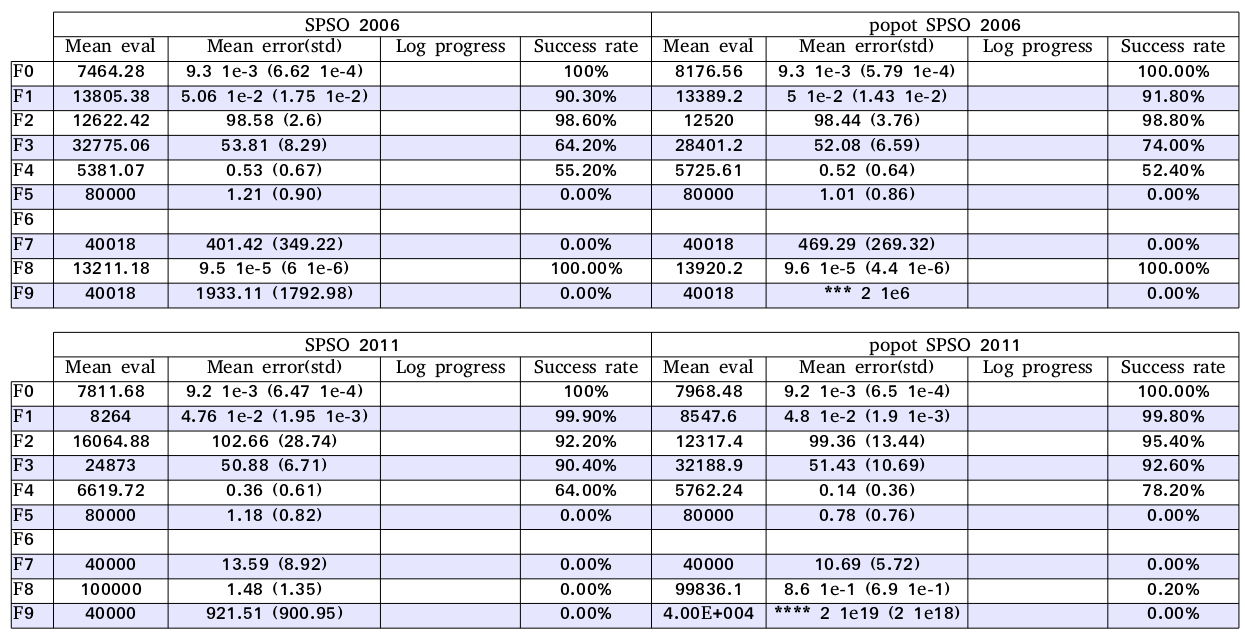 SPSO 2006 popot SPSO 2006
Mean eval Mean error(std) Log progress Success rate Mean eval Mean error(std) Log progress Success rate
F0 7464.28 9.3 1e-3 (6.62 1e-4) 100% 8176.56 9.3 1e-3 (5.79 1e-4) 100.00%
F1 13805.38 5.06 1e-2 (1.75 1e-2) 90.30% 13389.2 5 1e-2 (1.43 1e-2) 91.80%
F2 12622.42 98.58 (2.6) 98.60% 12520 98.44 (3.76) 98.80%
F3 32775.06 53.81 (8.29) 64.20% 28401.2 52.08 (6.59) 74.00%
F4 5381.07 0.53 (0.67) 55.20% 5725.61 0.52 (0.64) 52.40%
F5 80000 1.21 (0.90) 0.00% 80000 1.01 (0.86) 0.00%
F6
F7 40018 401.42 (349.22) 0.00% 40018 469.29 (269.32) 0.00%
F8 13211.18 9.5 1e-5 (6 1e-6) 100.00% 13920.2 9.6 1e-5 (4.4 1e-6) 100.00%
F9 40018 1933.11 (1792.98) 0.00% 40018 *** 2 1e6 0.00%
SPSO 2011 popot SPSO 2011
Mean eval Mean error(std) Log progress Success rate Mean eval Mean error(std) Log progress Success rate
F0 7811.68 9.2 1e-3 (6.47 1e-4) 100% 7968.48 9.2 1e-3 (6.5 1e-4) 100.00%
F1 8264 4.76 1e-2 (1.95 1e-3) 99.90% 8547.6 4.8 1e-2 (1.9 1e-3) 99.80%
F2 16064.88 102.66 (28.74) 92.20% 12317.4 99.36 (13.44) 95.40%
F3 24873 50.88 (6.71) 90.40% 32188.9 51.43 (10.69) 92.60%
F4 6619.72 0.36 (0.61) 64.00% 5762.24 0.14 (0.36) 78.20%
F5 80000 1.18 (0.82) 0.00% 80000 0.78 (0.76) 0.00%
F6
F7 40000 13.59 (8.92) 0.00% 40000 10.69 (5.72) 0.00%
F8 100000 1.48 (1.35) 0.00% 99836.1 8.6 1e-1 (6.9 1e-1) 0.20%
F9 40000 921.51 (900.95) 0.00% 4.00E+004 **** 2 1e19 (2 1e18) 0.00%